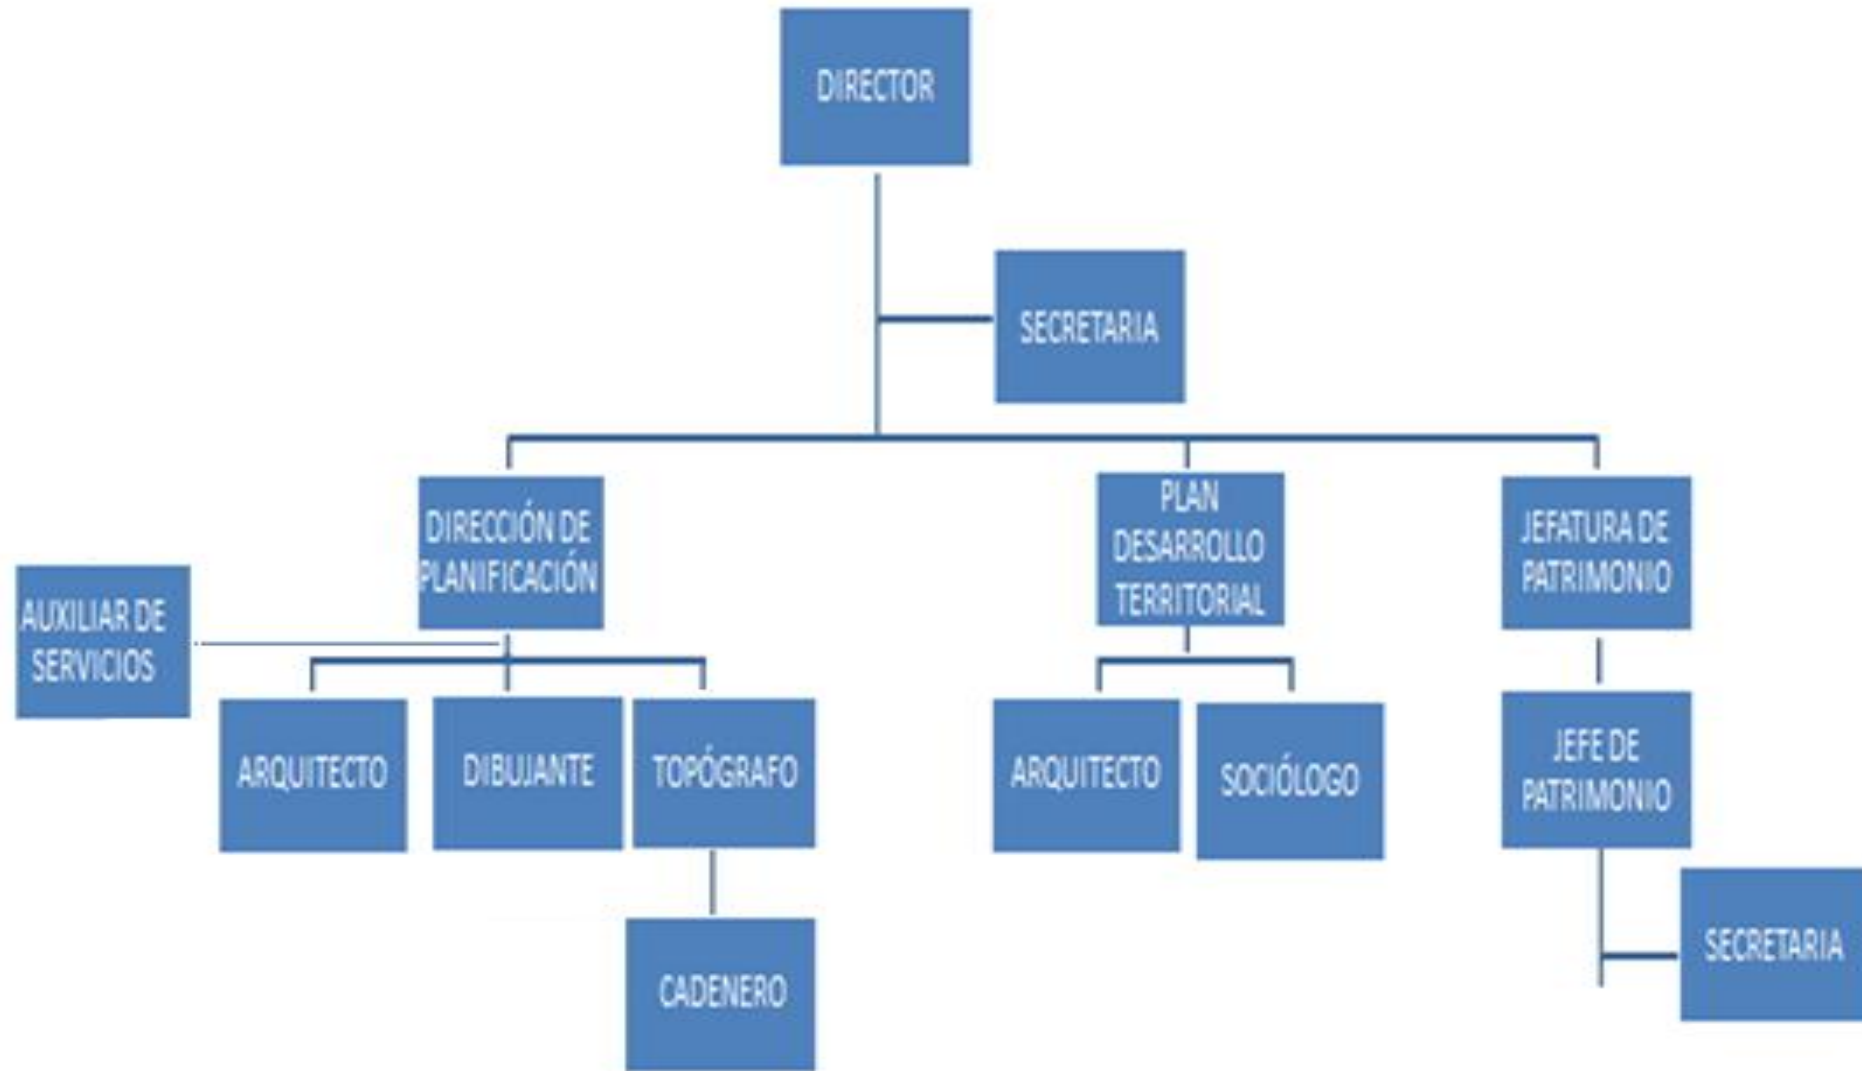 DIRECTOR
SECRETARIA
DIRECCIÓN DE
PLANIFICACIÓN
PLAN
DESARROLLO
TERRITORIAL
JEFATURA DE
PATRIMONIO
AUXILIAR DE
SERVICIOS
ARQUITECTO
DIBUJANTE
TOPÓGRAFO
ARQUITECTO
SOCIÓLOGO
JEFE DE
PATRIMONIO
CADENERO
SECRETARIA